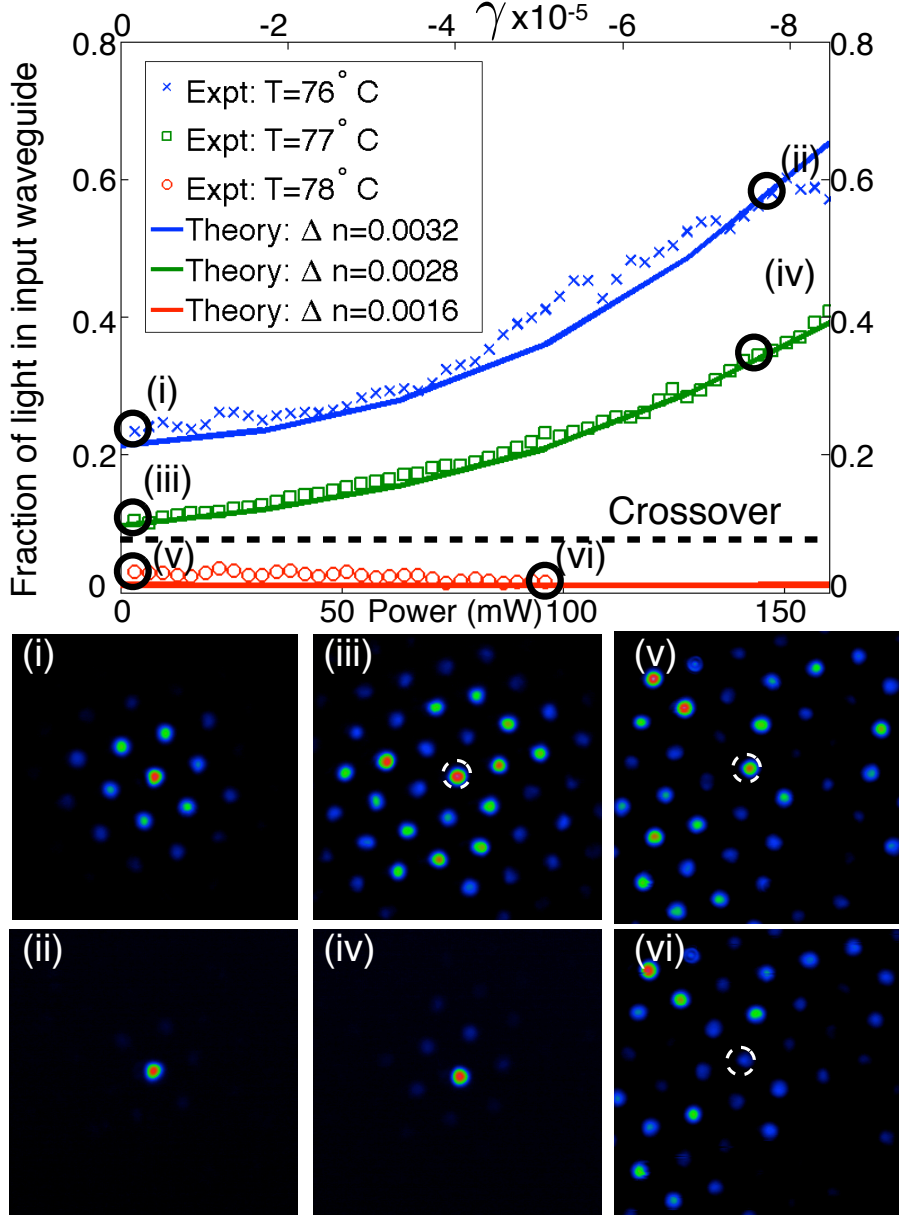 0 -2 -4 γ x10⁻⁵ -6 -8
0.8 0.8
Fraction of light in input waveguide
× Expt: T=76° C
□ Expt: T=77° C
○ Expt: T=78° C
Theory: Δ n=0.0032
Theory: Δ n=0.0028
Theory: Δ n=0.0016
(ii)
0.6 0.6
(iv)
0.4 0.4
(i)
0.2 0.2
(iii)
Crossover
(v) (vi)
0 0
0 50 Power (mW) 100 150
(i) (iii) (v)
(ii) (iv) (vi)